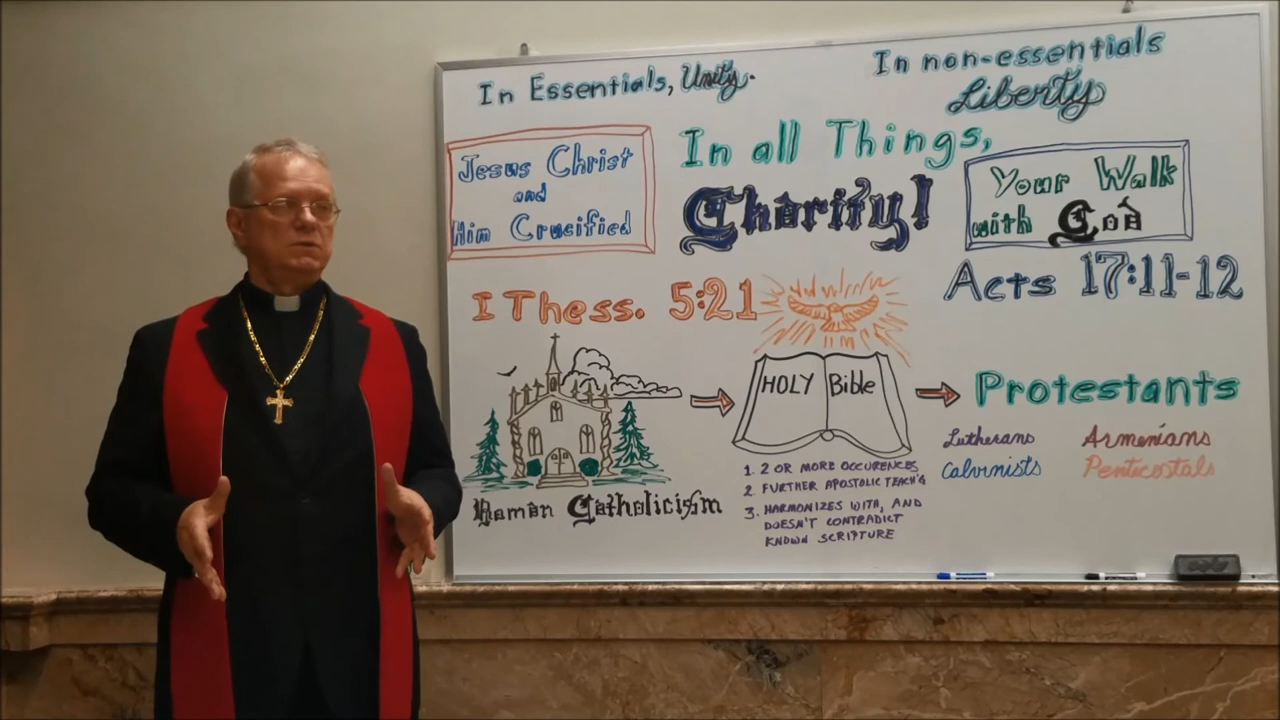 In Essentials, Unity.
In non-essentials
Liberty
In all Things,
Charity!
Jesus Christ
and
Him Crucified
Your Walk
with God
Acts 17:11-12
I Thess. 5:21
HOLY Bible
Protestants
Lutherans
Armenians
Calvinists
Pentecostals
Roman Catholicism
1. 2 OR MORE OCCURENCES
2. FURTHER APOSTOLIC TEACH'G
3. HARMONIZES WITH, AND
DOESN'T CONTRADICT
KNOWN SCRIPTURE